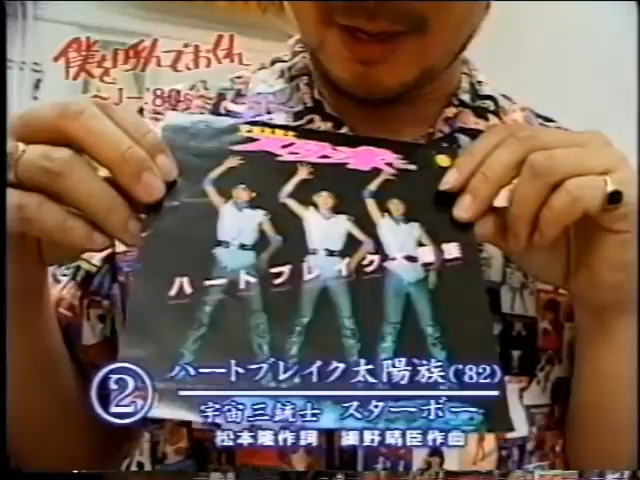 僕を呼んでおくれ
～J-'80s～
ハートブレイク太陽族
② ハートブレイク太陽族('82)
宇宙三銃士 スターボー
松本隆作詞 細野晴臣作曲